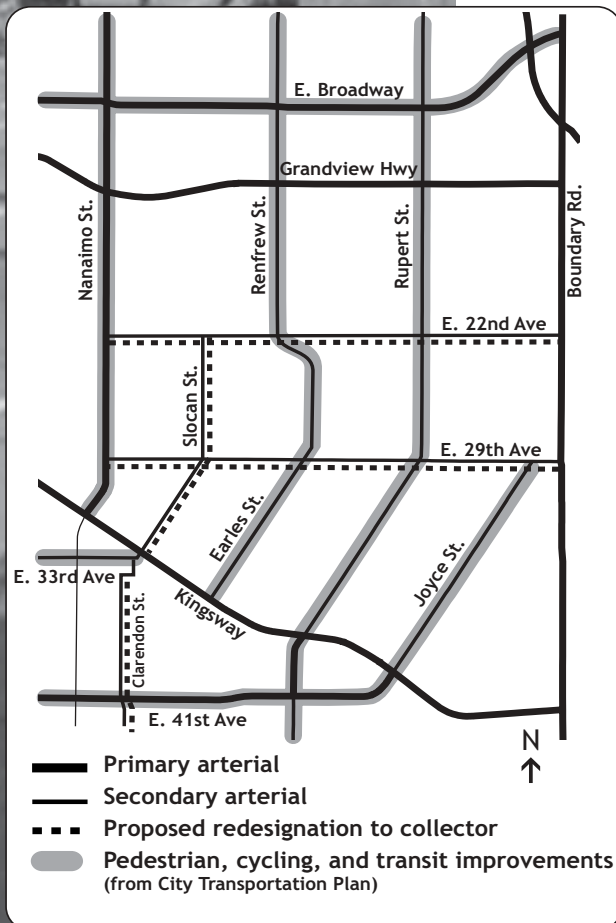 E. Broadway
Grandview Hwy
Nanaimo St.
Renfrew St.
Rupert St.
Boundary Rd.
E. 22nd Ave
Slocan St.
E. 29th Ave
Earles St.
Joyce St.
E. 33rd Ave
Clarendon St.
Kingsway
E. 41st Ave
N
Primary arterial
Secondary arterial
Proposed redesignation to collector
Pedestrian, cycling, and transit improvements
(from City Transportation Plan)